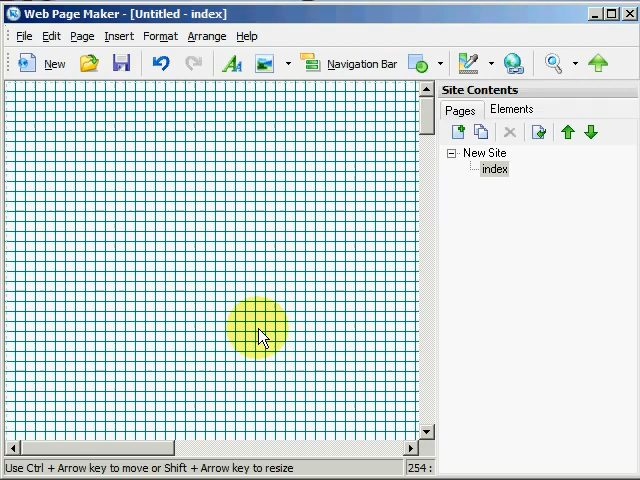 Web Page Maker - [Untitled - index]
File Edit Page Insert Format Arrange Help
New Navigation Bar
Site Contents
Pages Elements
New Site
index
Use Ctrl + Arrow key to move or Shift + Arrow key to resize 254 :